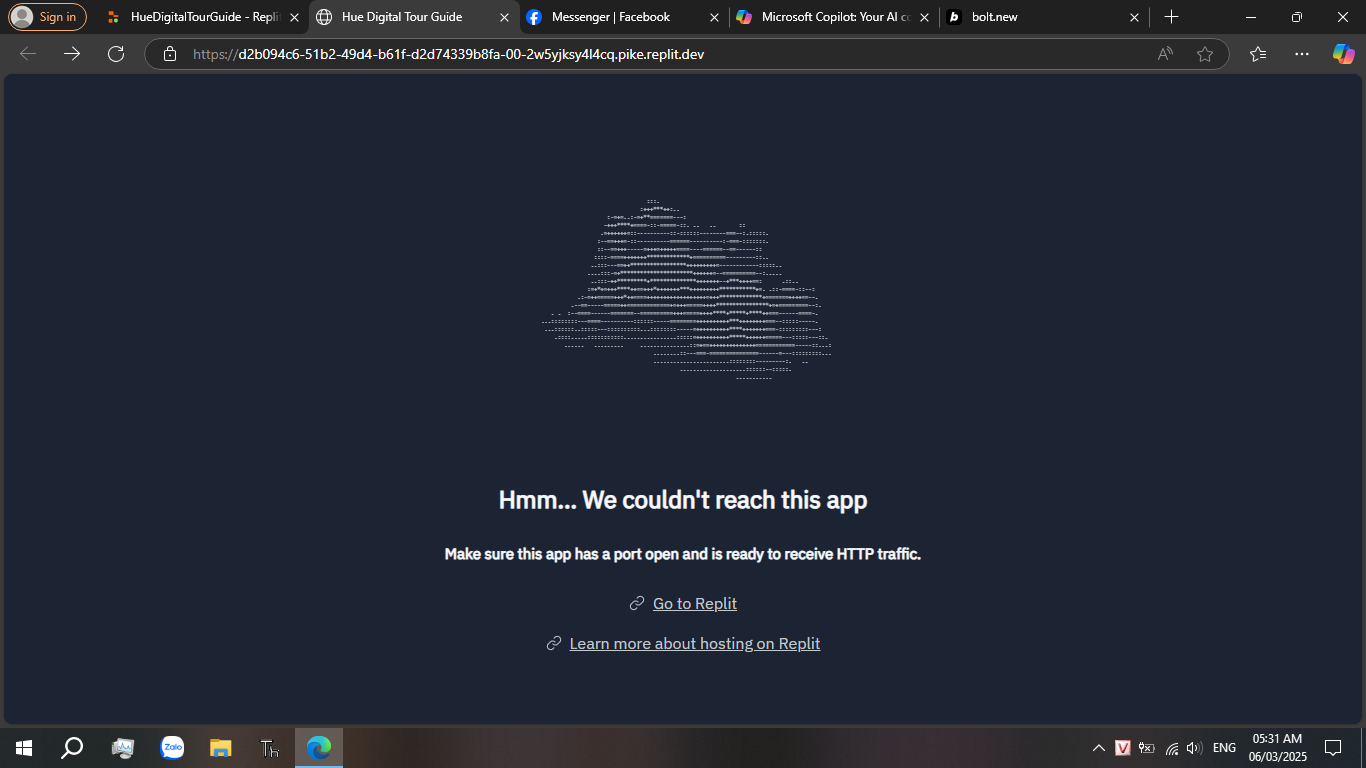 Sign in
HueDigitalTourGuide - Repli
Hue Digital Tour Guide
Messenger | Facebook
Microsoft Copilot: Your AI co
b
bolt.new
https://d2b094c6-51b2-49d4-b61f-d2d74339b8fa-00-2w5yjksy4l4cq.pike.replit.dev
Hmm... We couldn't reach this app
Make sure this app has a port open and is ready to receive HTTP traffic.
Go to Replit
Learn more about hosting on Replit
Zalo
Th
V
ENG
05:31 AM
06/03/2025